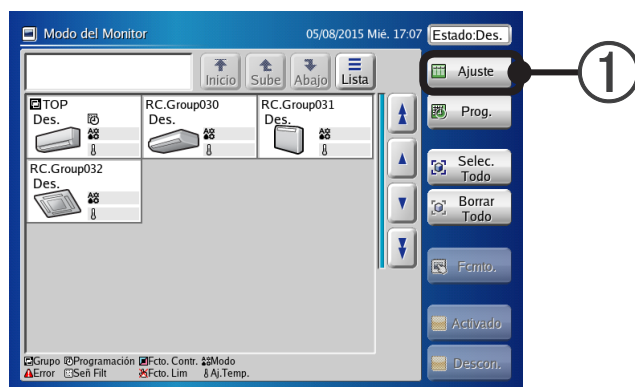 Modo del Monitor 05/08/2015 Mié. 17:07 Estado:Des.
Inicio Sube Abajo Lista
Ajuste
1
TOP RC.Group030 RC.Group031
Des. Des. Des.
Prog.
RC.Group032
Des.
Selec.
Todo
Borrar
Todo
Fcmto.
Activado
Descon.
Grupo Programación Fcto. Contr. Modo
Error Señ Filt Fcto. Lim Aj.Temp.